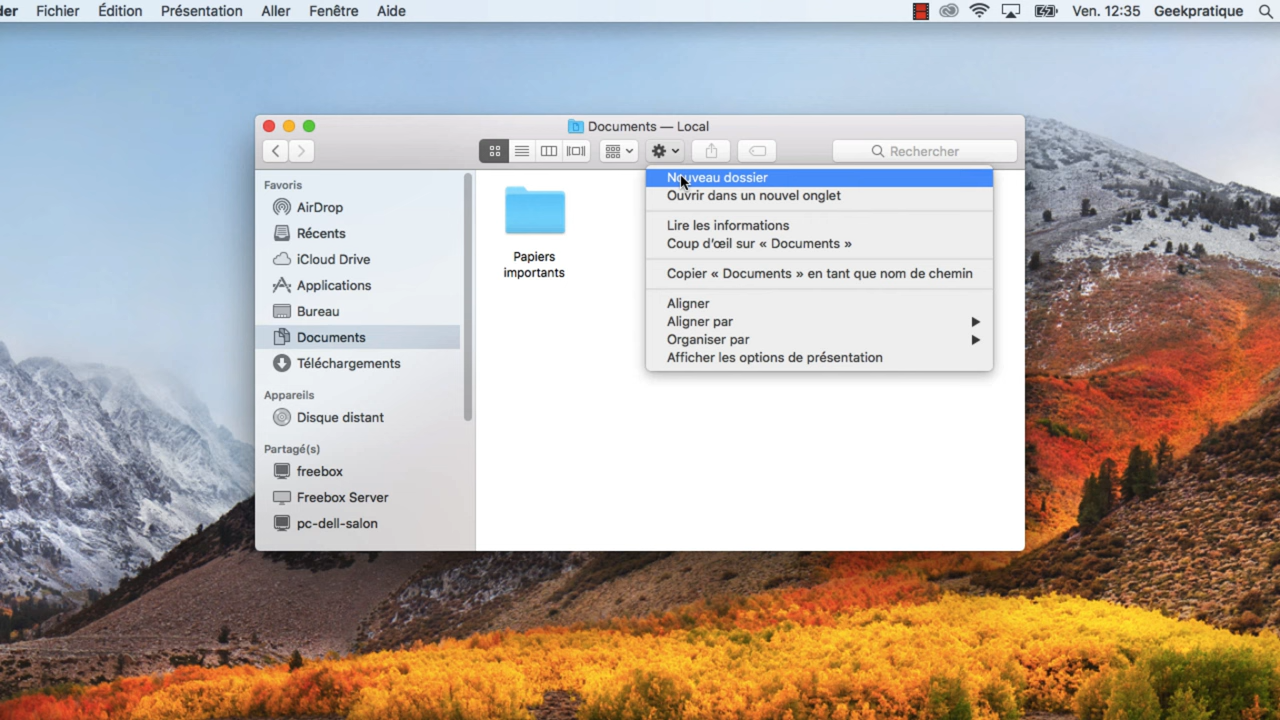 der Fichier Édition Présentation Aller Fenêtre Aide Ven. 12:35 Geekpratique
Documents — Local
Rechercher
Favoris
AirDrop
Récents
iCloud Drive
Applications
Bureau
Documents
Téléchargements
Appareils
Disque distant
Partagé(s)
freebox
Freebox Server
pc-dell-salon
Papiers
importants
Nouveau dossier
Ouvrir dans un nouvel onglet
Lire les informations
Coup d’œil sur « Documents »
Copier « Documents » en tant que nom de chemin
Aligner
Aligner par
Organiser par
Afficher les options de présentation